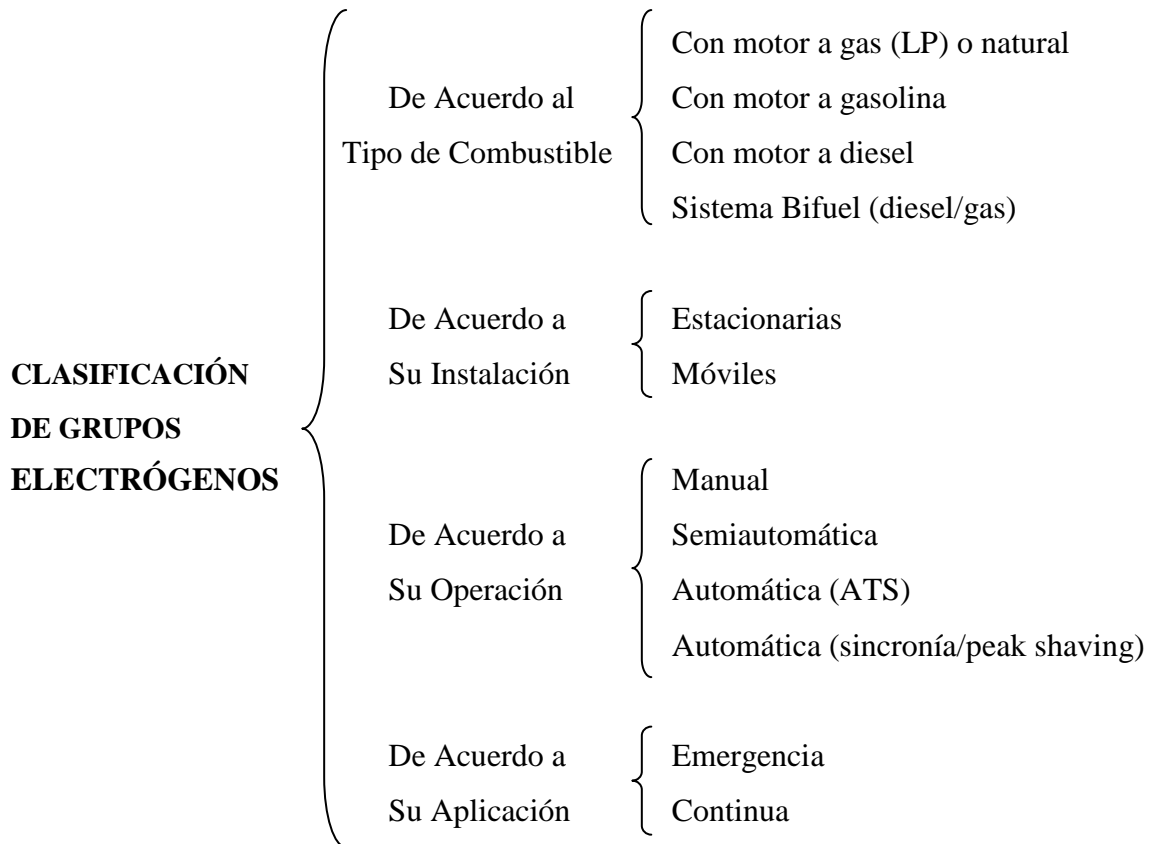 CLASIFICACIÓN
DE GRUPOS
ELECTRÓGENOS
De Acuerdo al
Tipo de Combustible
Con motor a gas (LP) o natural
Con motor a gasolina
Con motor a diesel
Sistema Bifuel (diesel/gas)
De Acuerdo a
Su Instalación
Estacionarias
Móviles
De Acuerdo a
Su Operación
Manual
Semiautomática
Automática (ATS)
Automática (sincronía/peak shaving)
De Acuerdo a
Su Aplicación
Emergencia
Continua